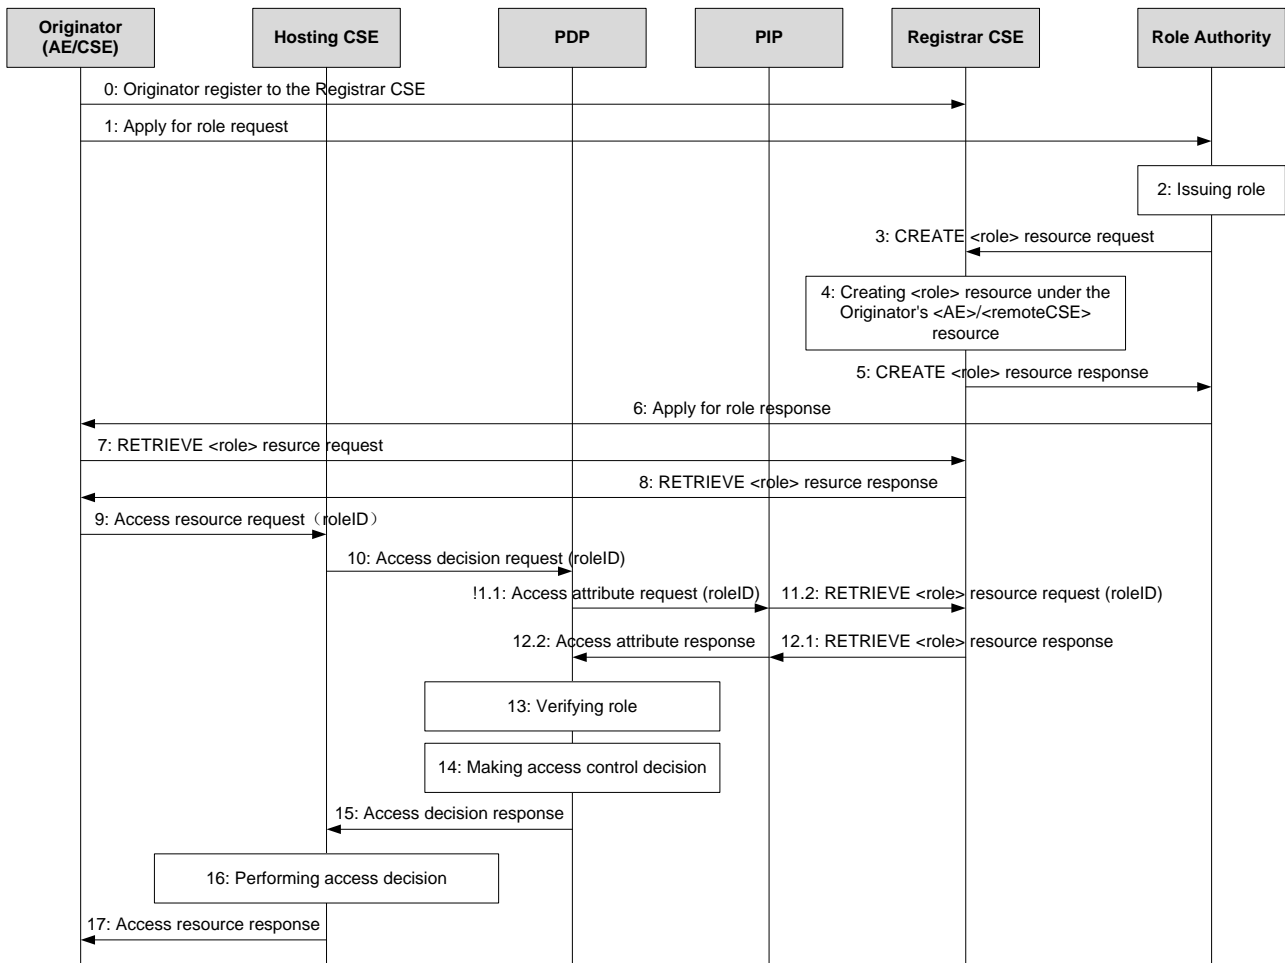 Originator
(AE/CSE)
Hosting CSE
PDP
PIP
Registrar CSE
Role Authority
0: Originator register to the Registrar CSE
1: Apply for role request
2: Issuing role
3: CREATE <role> resource request
4: Creating <role> resource under the
Originator's <AE>/<remoteCSE>
resource
5: CREATE <role> resource response
6: Apply for role response
7: RETRIEVE <role> resurce request
8: RETRIEVE <role> resurce response
9: Access resource request（roleID）
10: Access decision request (roleID)
!1.1: Access attribute request (roleID)
11.2: RETRIEVE <role> resource request (roleID)
12.2: Access attribute response
12.1: RETRIEVE <role> resource response
13: Verifying role
14: Making access control decision
15: Access decision response
16: Performing access decision
17: Access resource response